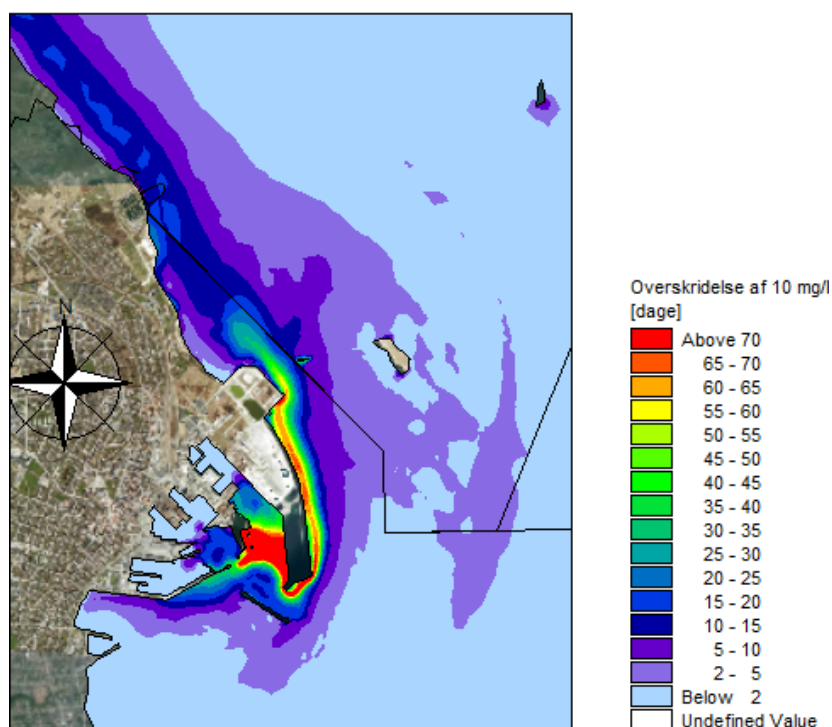 N
Overskridelse af 10 mg/l
[dage]
Above 70
65 - 70
60 - 65
55 - 60
50 - 55
45 - 50
40 - 45
35 - 40
30 - 35
25 - 30
20 - 25
15 - 20
10 - 15
5 - 10
2 - 5
Below 2
Undefined Value